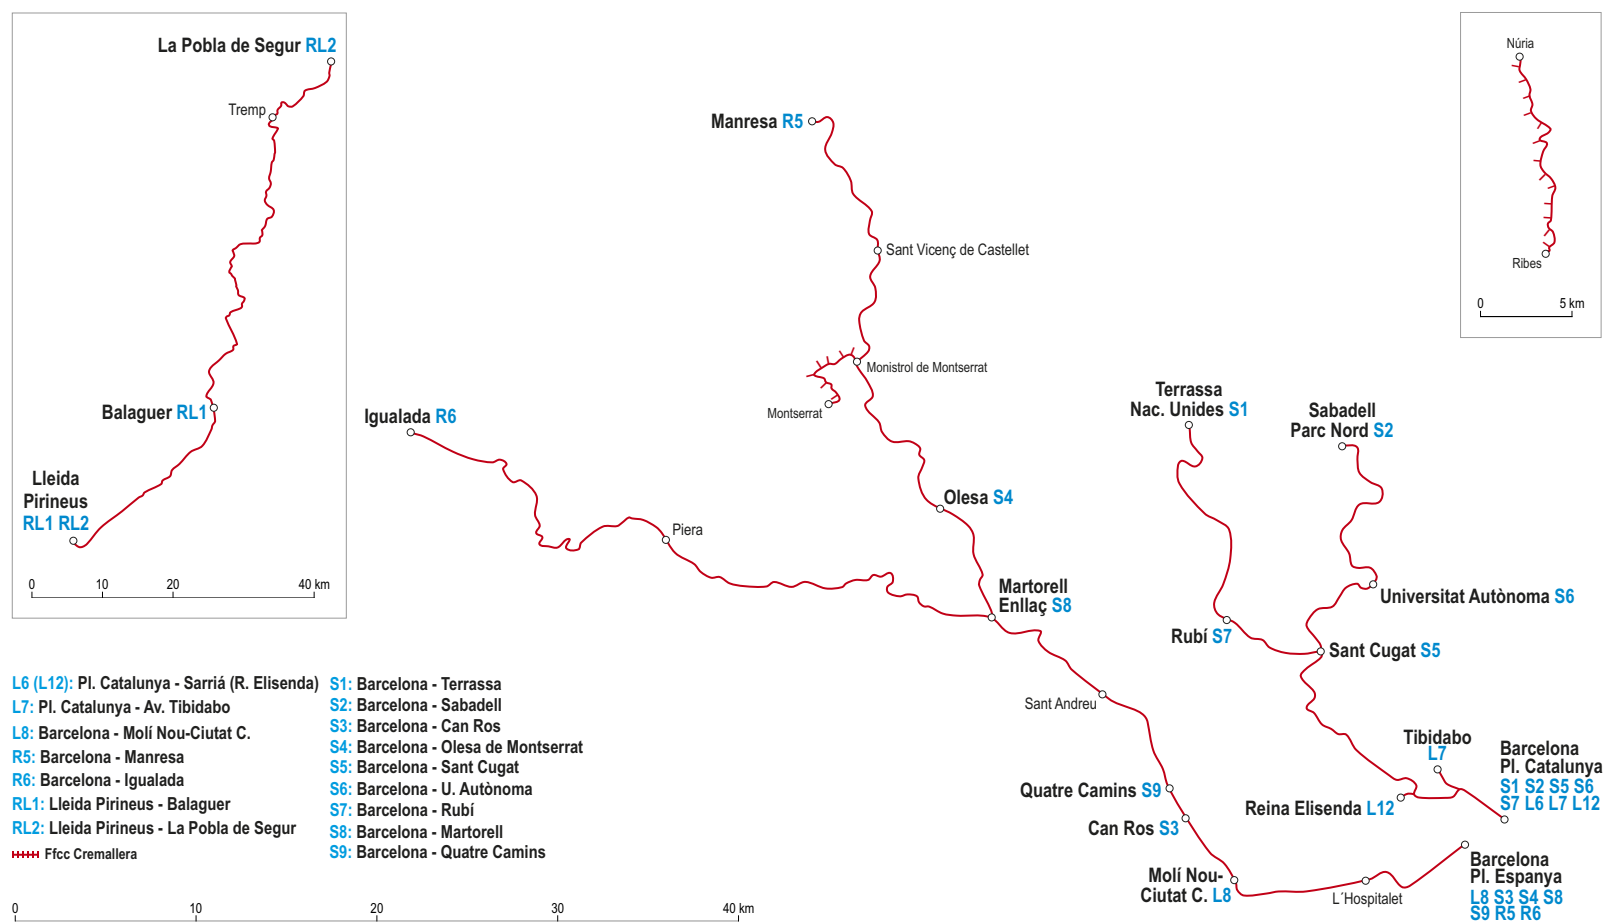 La Pobla de Segur RL2
Tremp
Balaguer RL1
Lleida
Pirineus
RL1 RL2
0 10 20 40 km
Núria
Ribes
0 5 km
Manresa R5
Sant Vicenç de Castellet
Monistrol de Montserrat
Montserrat
Igualada R6
Piera
Olesa S4
Martorell
Enllaç S8
Terrassa
Nac. Unides S1
Sabadell
Parc Nord S2
Universitat Autònoma S6
Rubí S7
Sant Cugat S5
Sant Andreu
Quatre Camins S9
Can Ros S3
Molí Nou-
Ciutat C. L8
L´Hospitalet
Tibidabo
L7
Reina Elisenda L12
Barcelona
Pl. Catalunya
S1 S2 S5 S6
S7 L6 L7 L12
Barcelona
Pl. Espanya
L8 S3 S4 S8
S9 R5 R6
L6 (L12): Pl. Catalunya - Sarriá (R. Elisenda)
L7: Pl. Catalunya - Av. Tibidabo
L8: Barcelona - Molí Nou-Ciutat C.
R5: Barcelona - Manresa
R6: Barcelona - Igualada
RL1: Lleida Pirineus - Balaguer
RL2: Lleida Pirineus - La Pobla de Segur
Ffcc Cremallera
S1: Barcelona - Terrassa
S2: Barcelona - Sabadell
S3: Barcelona - Can Ros
S4: Barcelona - Olesa de Montserrat
S5: Barcelona - Sant Cugat
S6: Barcelona - U. Autònoma
S7: Barcelona - Rubí
S8: Barcelona - Martorell
S9: Barcelona - Quatre Camins
0 10 20 30 40 km